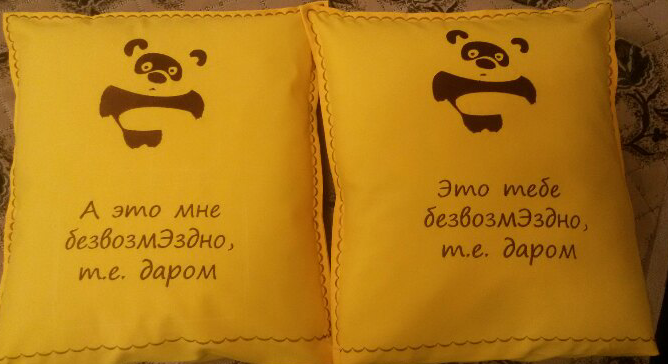 А это мне
безвозмЭздно,
т.е. даром
Это тебе
безвозмЭздно,
т.е. даром